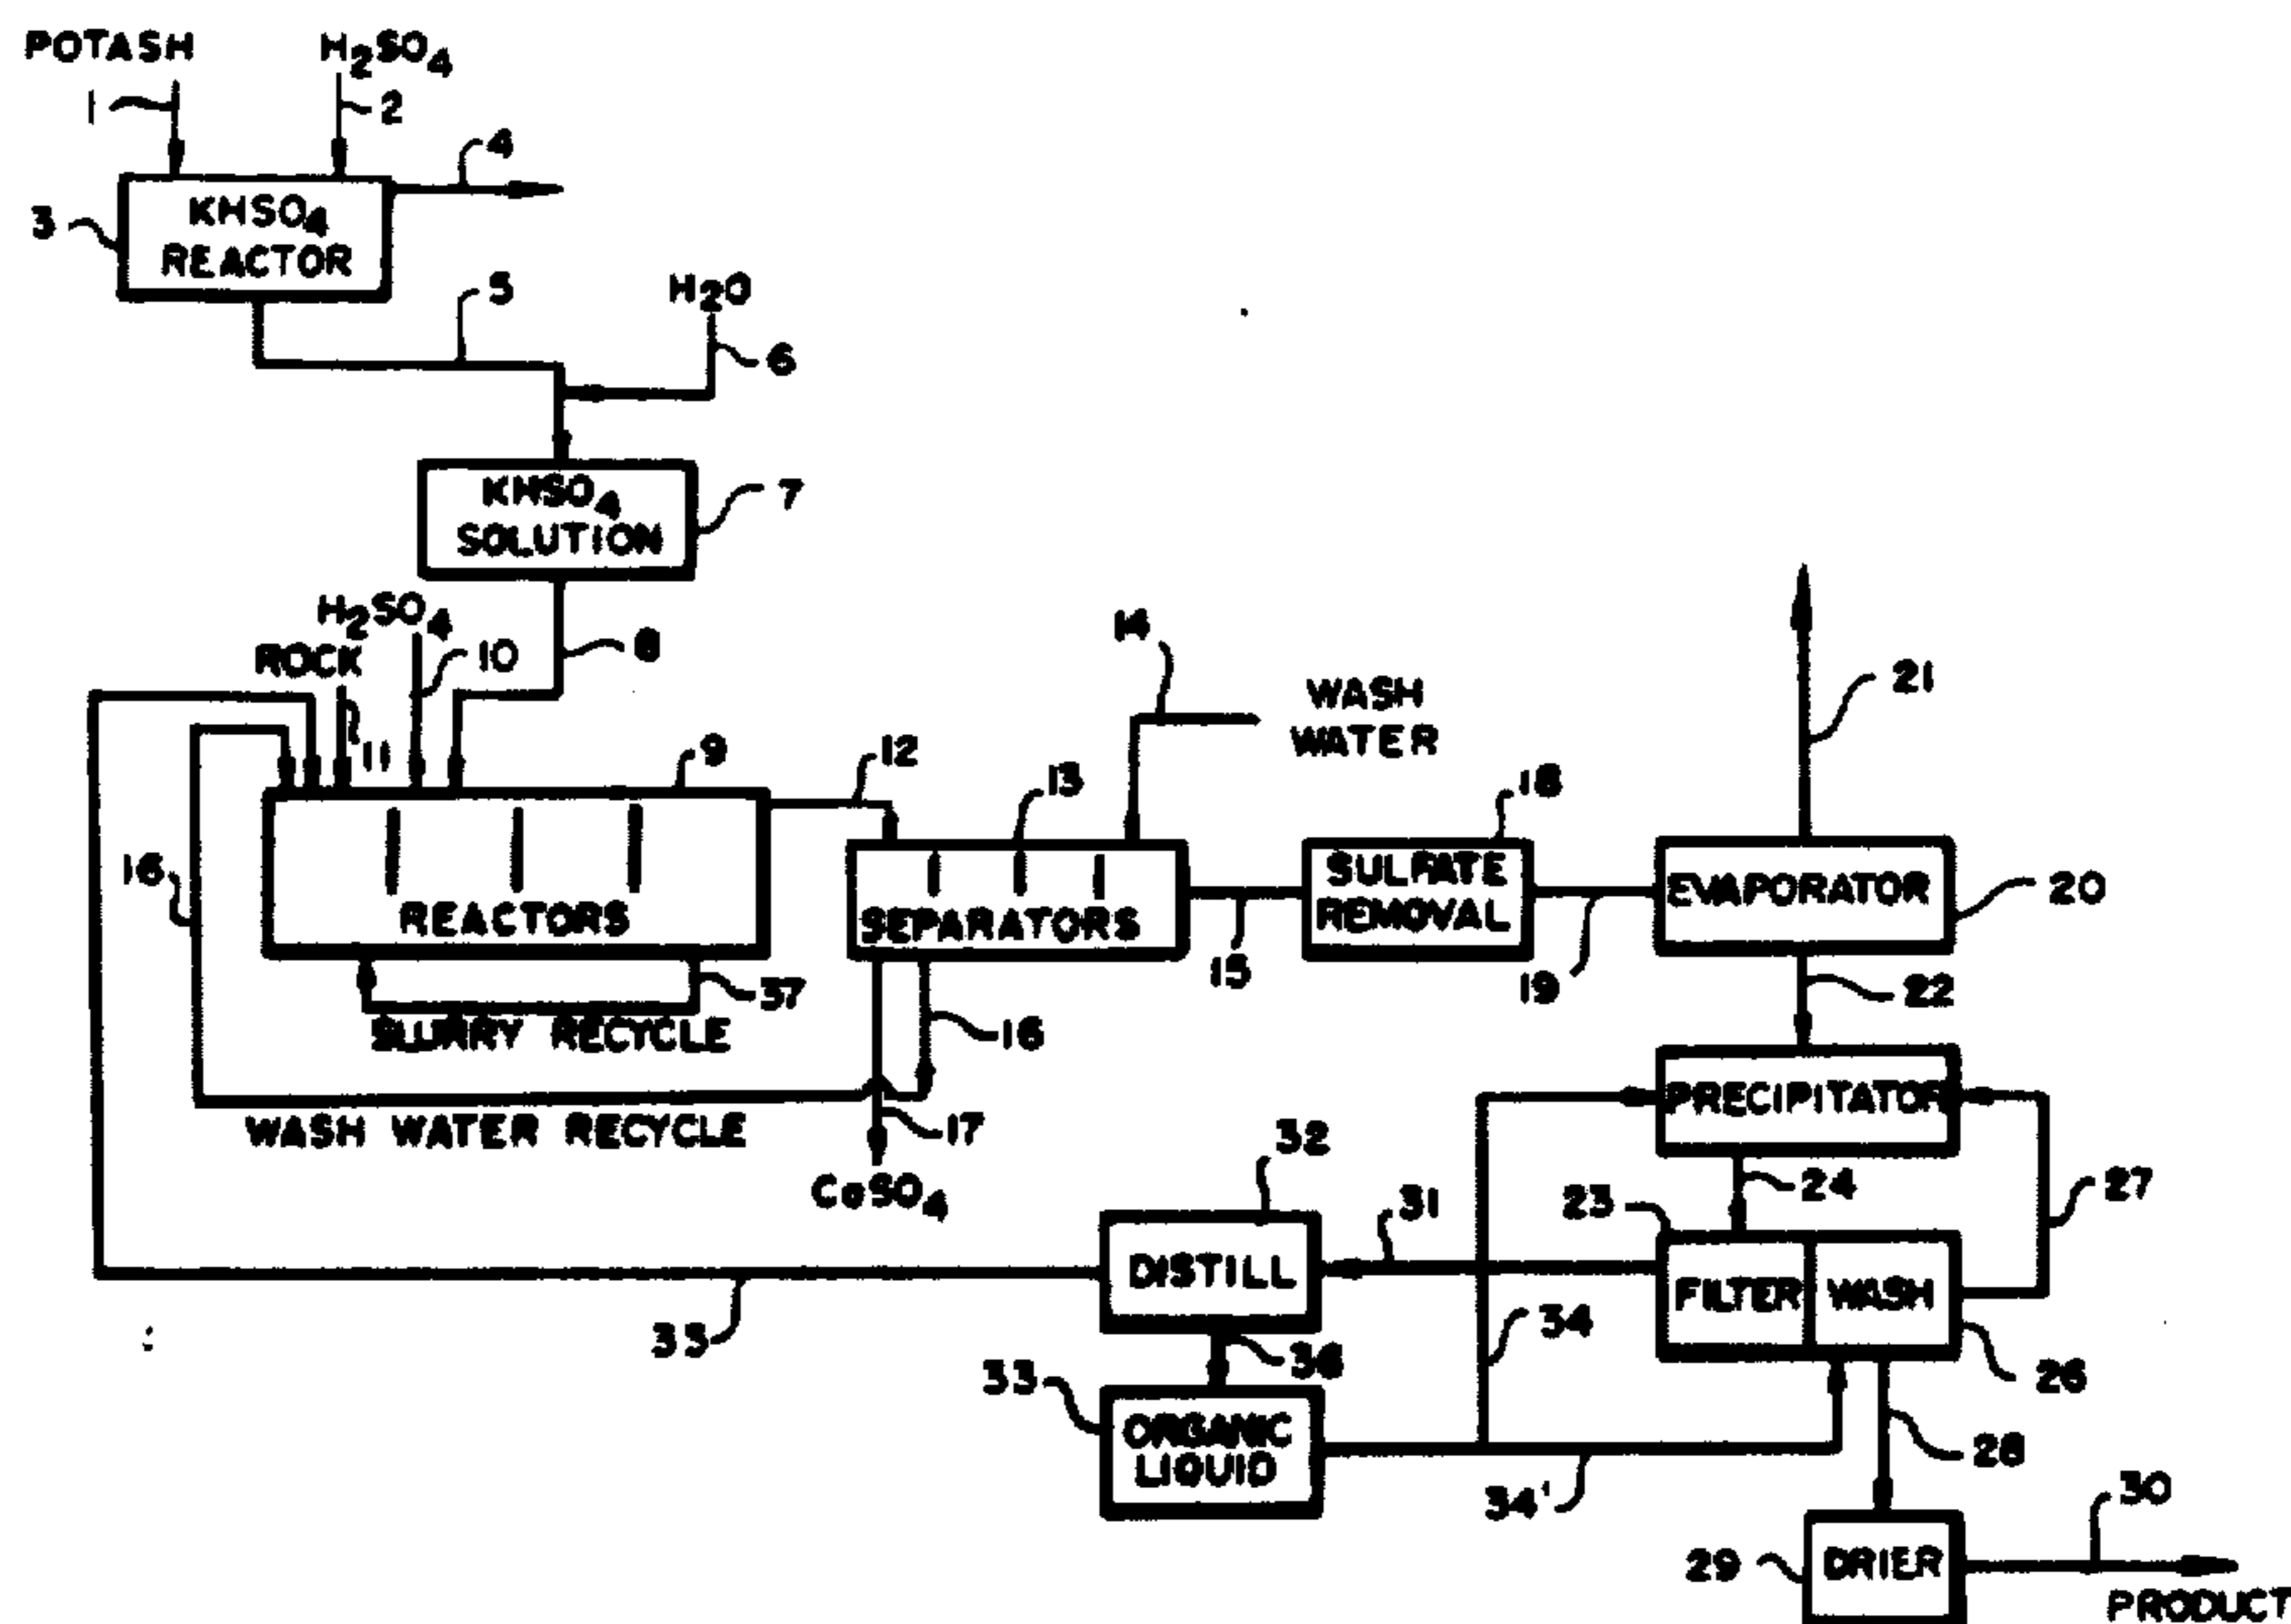 POTASH
H2SO4
1
2
4
3
KHSO4
REACTOR
5
H2O
6
KHSO4
SOLUTION
7
H2SO4
ROCK
10
8
11
9
12
13
14
WASH
WATER
18
21
16
REACTORS
SEPARATORS
SULFATE
REMOVAL
EVAPORATOR
20
15
19
37
SLURRY RECYCLE
16
22
WASH WATER RECYCLE
17
CaSO4
PRECIPITATOR
32
31
23
24
27
DISTILL
FILTER
WASH
35
34
36
33
26
ORGANIC
LIQUID
34'
28
30
29
DRIER
PRODUCT